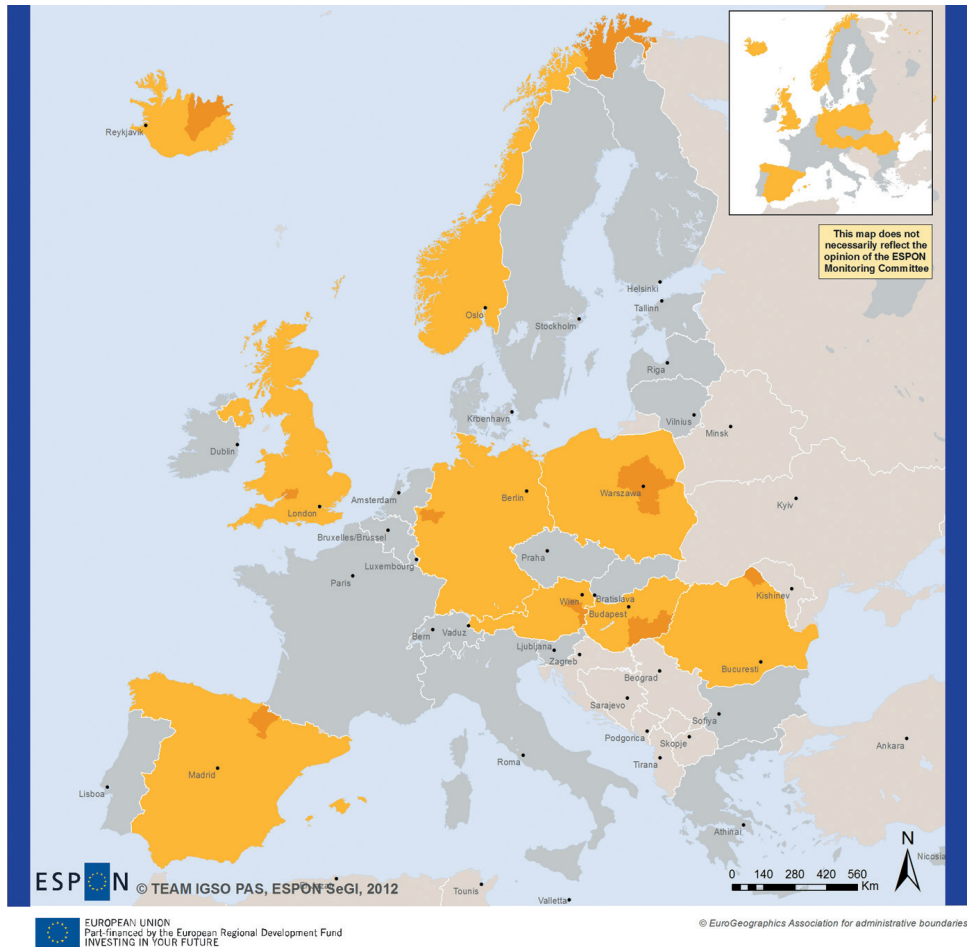 Reykjavik
This map does not
necessarily reflect the
opinion of the ESPON
Monitoring Committee
Helsinki
Tallinn
Oslo
Stockholm
Riga
Křbenhavn
Vilnius
Minsk
Dublin
Amsterdam
Berlin
Warszawa
London
Kyiv
Bruxelles/Brüssel
Praha
Luxembourg
Paris
Kishinev
Wien
Bratislava
Budapest
Bern
Vaduz
Ljubljana
Zagreb
Bucuresti
Beograd
Sarajevo
Sofiya
Podgorica
Skopje
Ankara
Madrid
Roma
Tirana
Lisboa
Athinai
N
Nicosia
ESPON © TEAM IGSO PAS, ESPON SeGI, 2012
Tounis
Valletta
0 140 280 420 560
Km
EUROPEAN UNION
Part-financed by the European Regional Development Fund
INVESTING IN YOUR FUTURE
© EuroGeographics Association for administrative boundaries